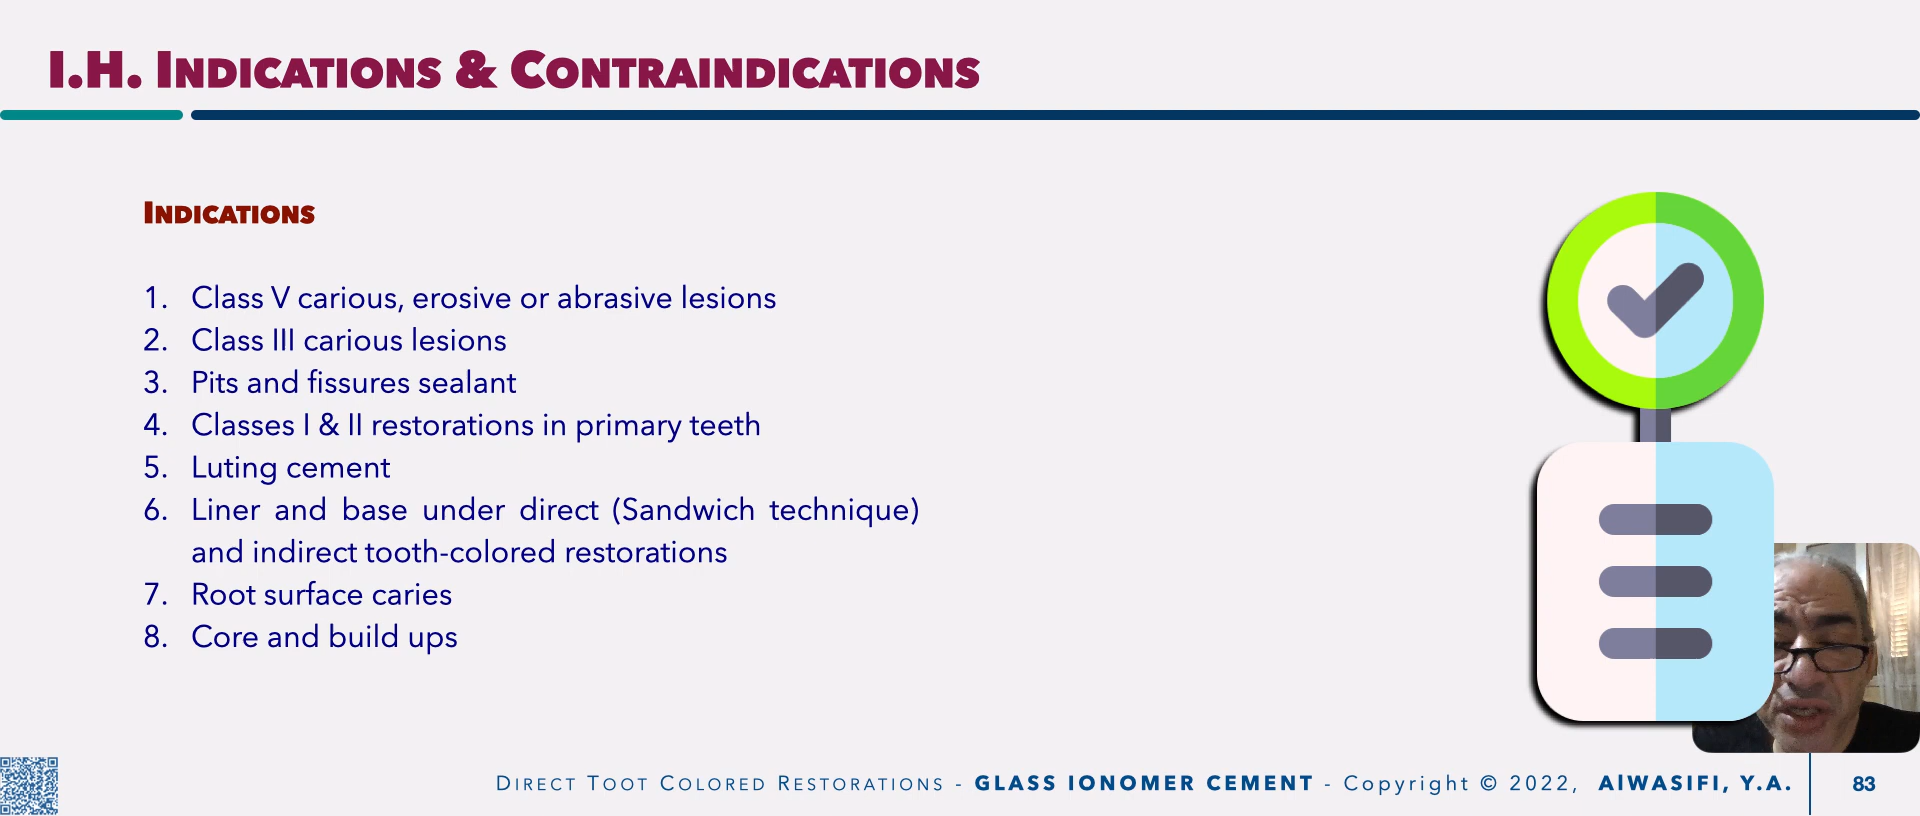 I.H. Indications & Contraindications
Indications
1. Class V carious, erosive or abrasive lesions
2. Class III carious lesions
3. Pits and fissures sealant
4. Classes I & II restorations in primary teeth
5. Luting cement
6. Liner and base under direct (Sandwich technique)
and indirect tooth-colored restorations
7. Root surface caries
8. Core and build ups
Direct Toot Colored Restorations - GLASS IONOMER CEMENT - Copyright © 2022, AlWASIFI, Y.A. 83